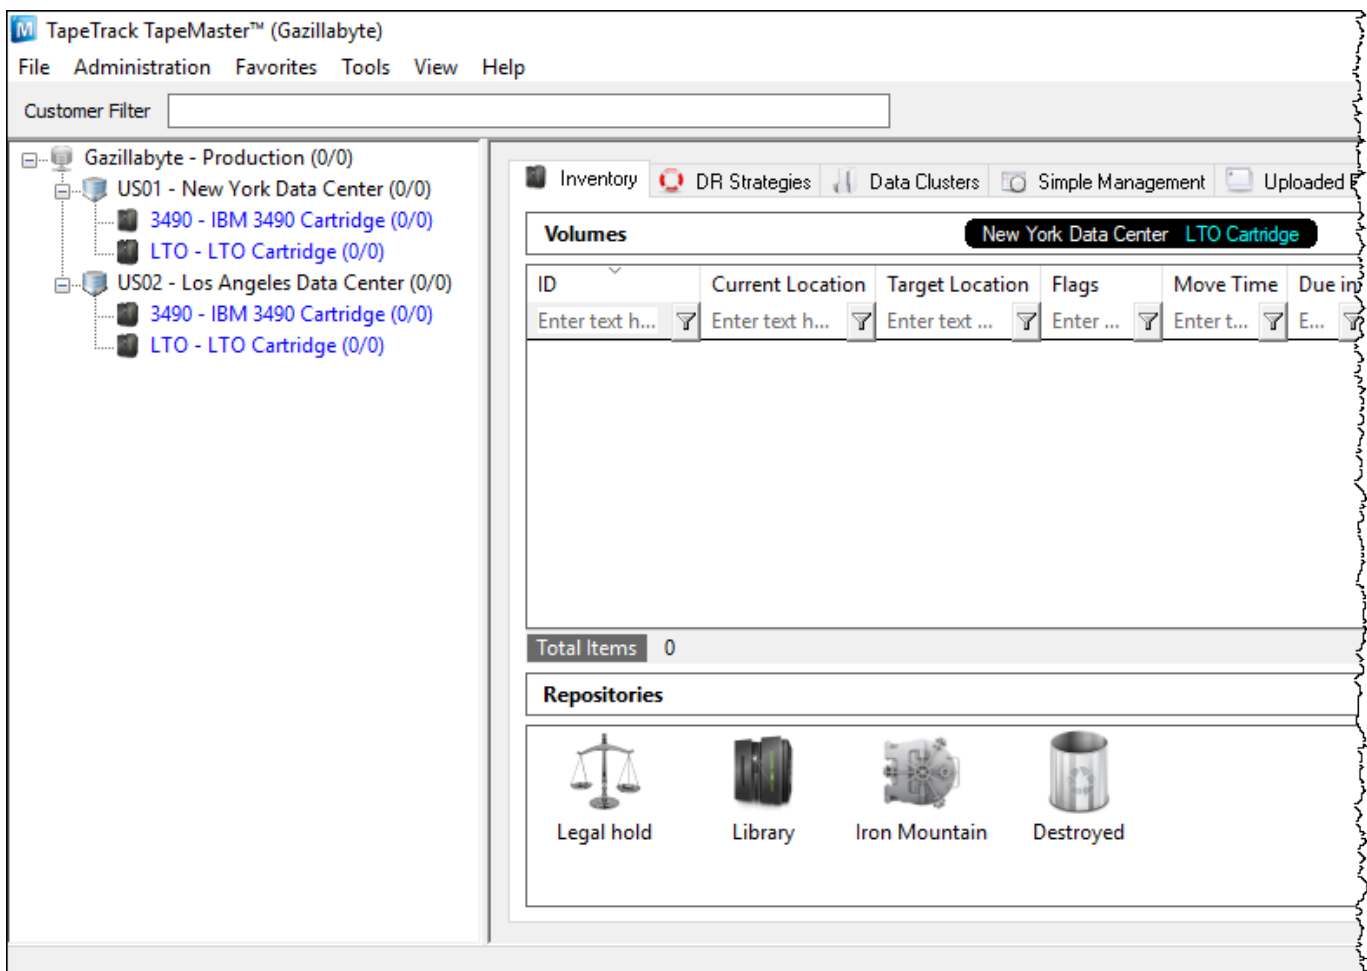 M TapeTrack TapeMaster™ (Gazillabyte)
File Administration Favorites Tools View Help
Customer Filter
Gazillabyte - Production (0/0)
US01 - New York Data Center (0/0)
3490 - IBM 3490 Cartridge (0/0)
LTO - LTO Cartridge (0/0)
US02 - Los Angeles Data Center (0/0)
3490 - IBM 3490 Cartridge (0/0)
LTO - LTO Cartridge (0/0)
Inventory DR Strategies Data Clusters Simple Management Uploaded
Volumes New York Data Center LTO Cartridge
ID Current Location Target Location Flags Move Time Due in
Enter text h... Enter text h... Enter text ... Enter ... Enter t... E...
Total Items 0
Repositories
Legal hold Library Iron Mountain Destroyed